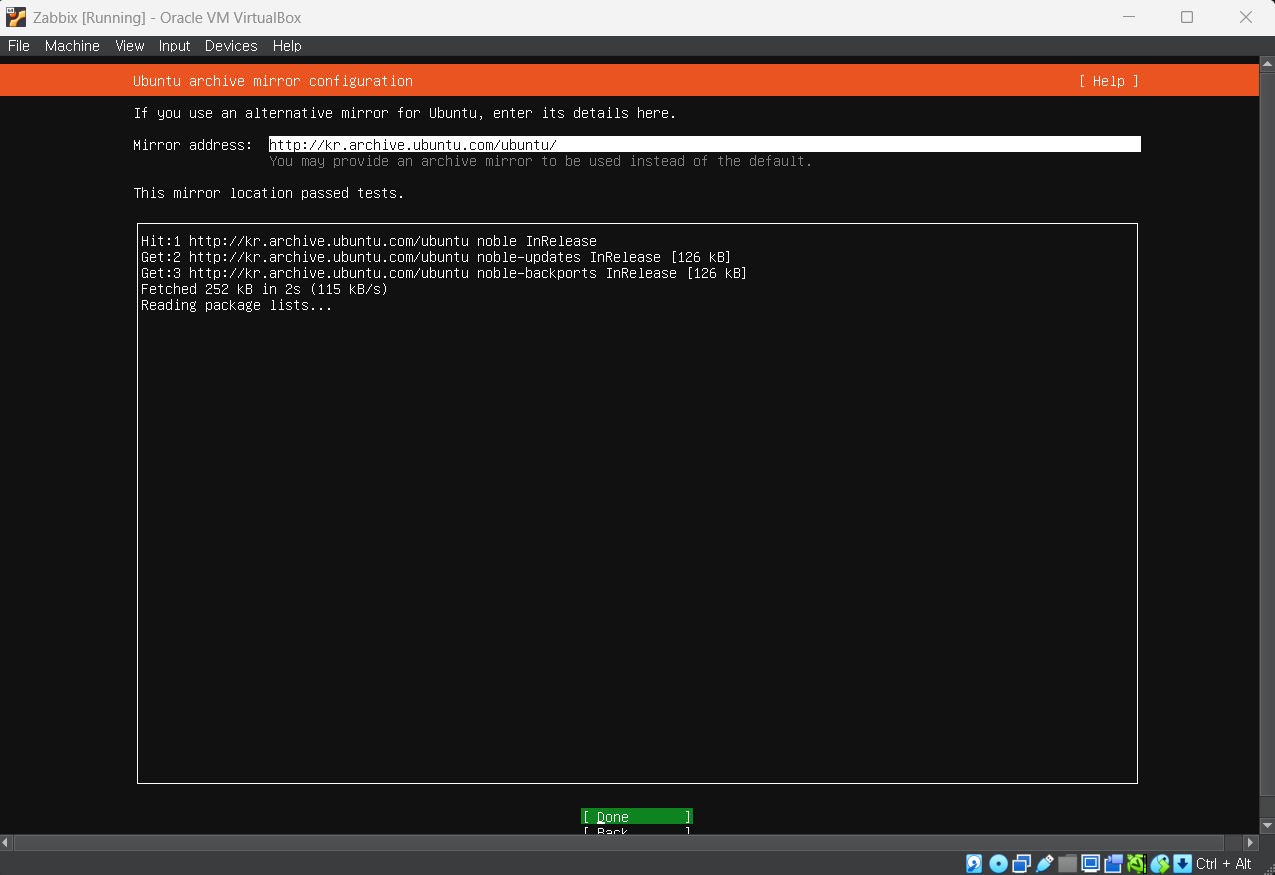 Zabbix [Running] - Oracle VM VirtualBox
File Machine View Input Devices Help
Ubuntu archive mirror configuration [ Help ]
If you use an alternative mirror for Ubuntu, enter its details here.
Mirror address: http://kr.archive.ubuntu.com/ubuntu/
You may provide an archive mirror to be used instead of the default.
This mirror location passed tests.
Hit:1 http://kr.archive.ubuntu.com/ubuntu noble InRelease
Get:2 http://kr.archive.ubuntu.com/ubuntu noble-updates InRelease [126 kB]
Get:3 http://kr.archive.ubuntu.com/ubuntu noble-backports InRelease [126 kB]
Fetched 252 kB in 2s (115 kB/s)
Reading package lists...
[ Done ]
[ Back ]
Ctrl + Alt